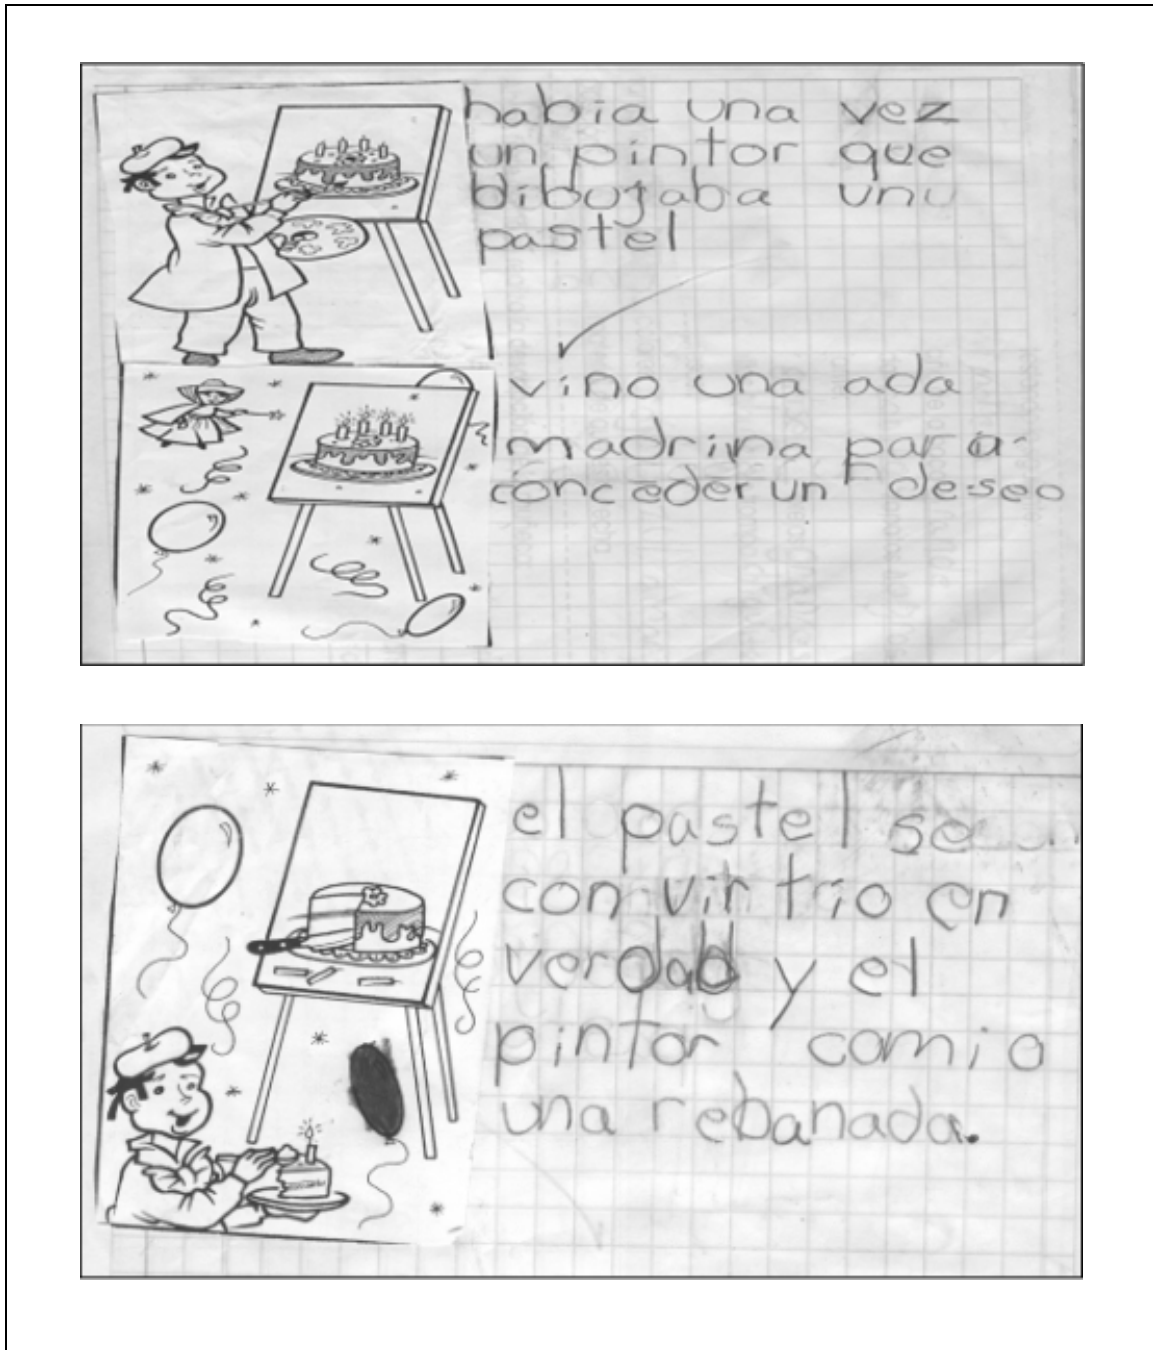 habia una vez
un pintor que
dibujaba unu
pastel
vino una ada
madrina para
conceder un deseo
el pastel se
convirtrio en
verdad y el
pintor comio
una rebanada.